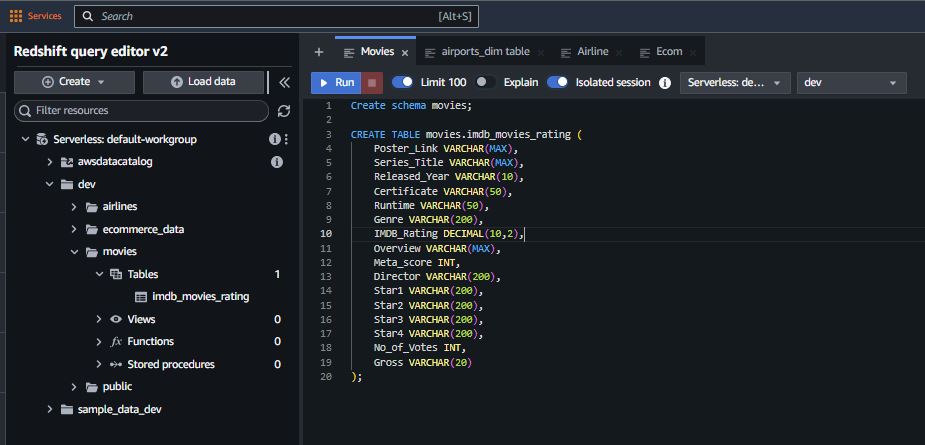 Services
Search
[Alt+S]
Redshift query editor v2
Create
Load data
Filter resources
Serverless: default-workgroup
awsdatacatalog
dev
airlines
ecommerce_data
movies
Tables 1
imdb_movies_rating
Views 0
fx Functions 0
Stored procedures 0
public
sample_data_dev
+ Movies × airports_dim table × Airline × Ecom ×
Run Limit 100 Explain Isolated session Serverless: de... dev
1 Create schema movies;
2
3 CREATE TABLE movies.imdb_movies_rating (
4 Poster_Link VARCHAR(MAX),
5 Series_Title VARCHAR(MAX),
6 Released_Year VARCHAR(10),
7 Certificate VARCHAR(50),
8 Runtime VARCHAR(50),
9 Genre VARCHAR(200),
10 IMDB_Rating DECIMAL(10,2),
11 Overview VARCHAR(MAX),
12 Meta_score INT,
13 Director VARCHAR(200),
14 Star1 VARCHAR(200),
15 Star2 VARCHAR(200),
16 Star3 VARCHAR(200),
17 Star4 VARCHAR(200),
18 No_of_Votes INT,
19 Gross VARCHAR(20)
20 );